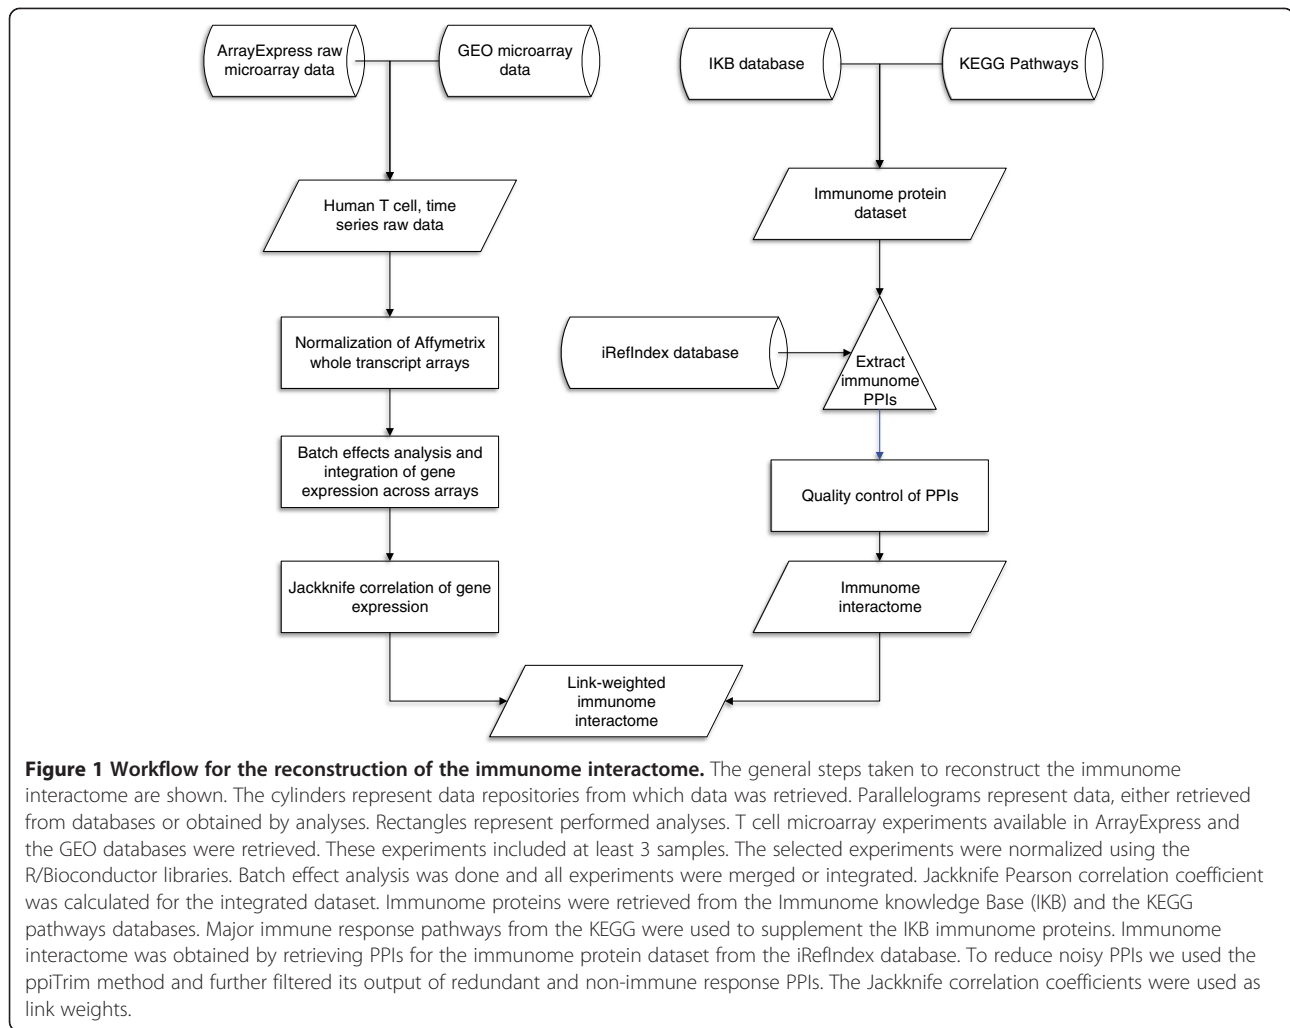 ArrayExpress raw
microarray data
GEO microarray
data
IKB database
KEGG Pathways
Human T cell, time
series raw data
Immunome protein
dataset
Normalization of Affymetrix
whole transcript arrays
iRefIndex database
Extract
immunome
PPIs
Batch effects analysis and
integration of gene
expression across arrays
Quality control of PPIs
Jackknife correlation of gene
expression
Immunome
interactome
Link-weighted
immunome
interactome
Figure 1 Workflow for the reconstruction of the immunome interactome. The general steps taken to reconstruct the immunome
interactome are shown. The cylinders represent data repositories from which data was retrieved. Parallelograms represent data, either retrieved
from databases or obtained by analyses. Rectangles represent performed analyses. T cell microarray experiments available in ArrayExpress and
the GEO databases were retrieved. These experiments included at least 3 samples. The selected experiments were normalized using the
R/Bioconductor libraries. Batch effect analysis was done and all experiments were merged or integrated. Jackknife Pearson correlation coefficient
was calculated for the integrated dataset. Immunome proteins were retrieved from the Immunome knowledge Base (IKB) and the KEGG
pathways databases. Major immune response pathways from the KEGG were used to supplement the IKB immunome proteins. Immunome
interactome was obtained by retrieving PPIs for the immunome protein dataset from the iRefIndex database. To reduce noisy PPIs we used the
ppiTrim method and further filtered its output of redundant and non-immune response PPIs. The Jackknife correlation coefficients were used as
link weights.